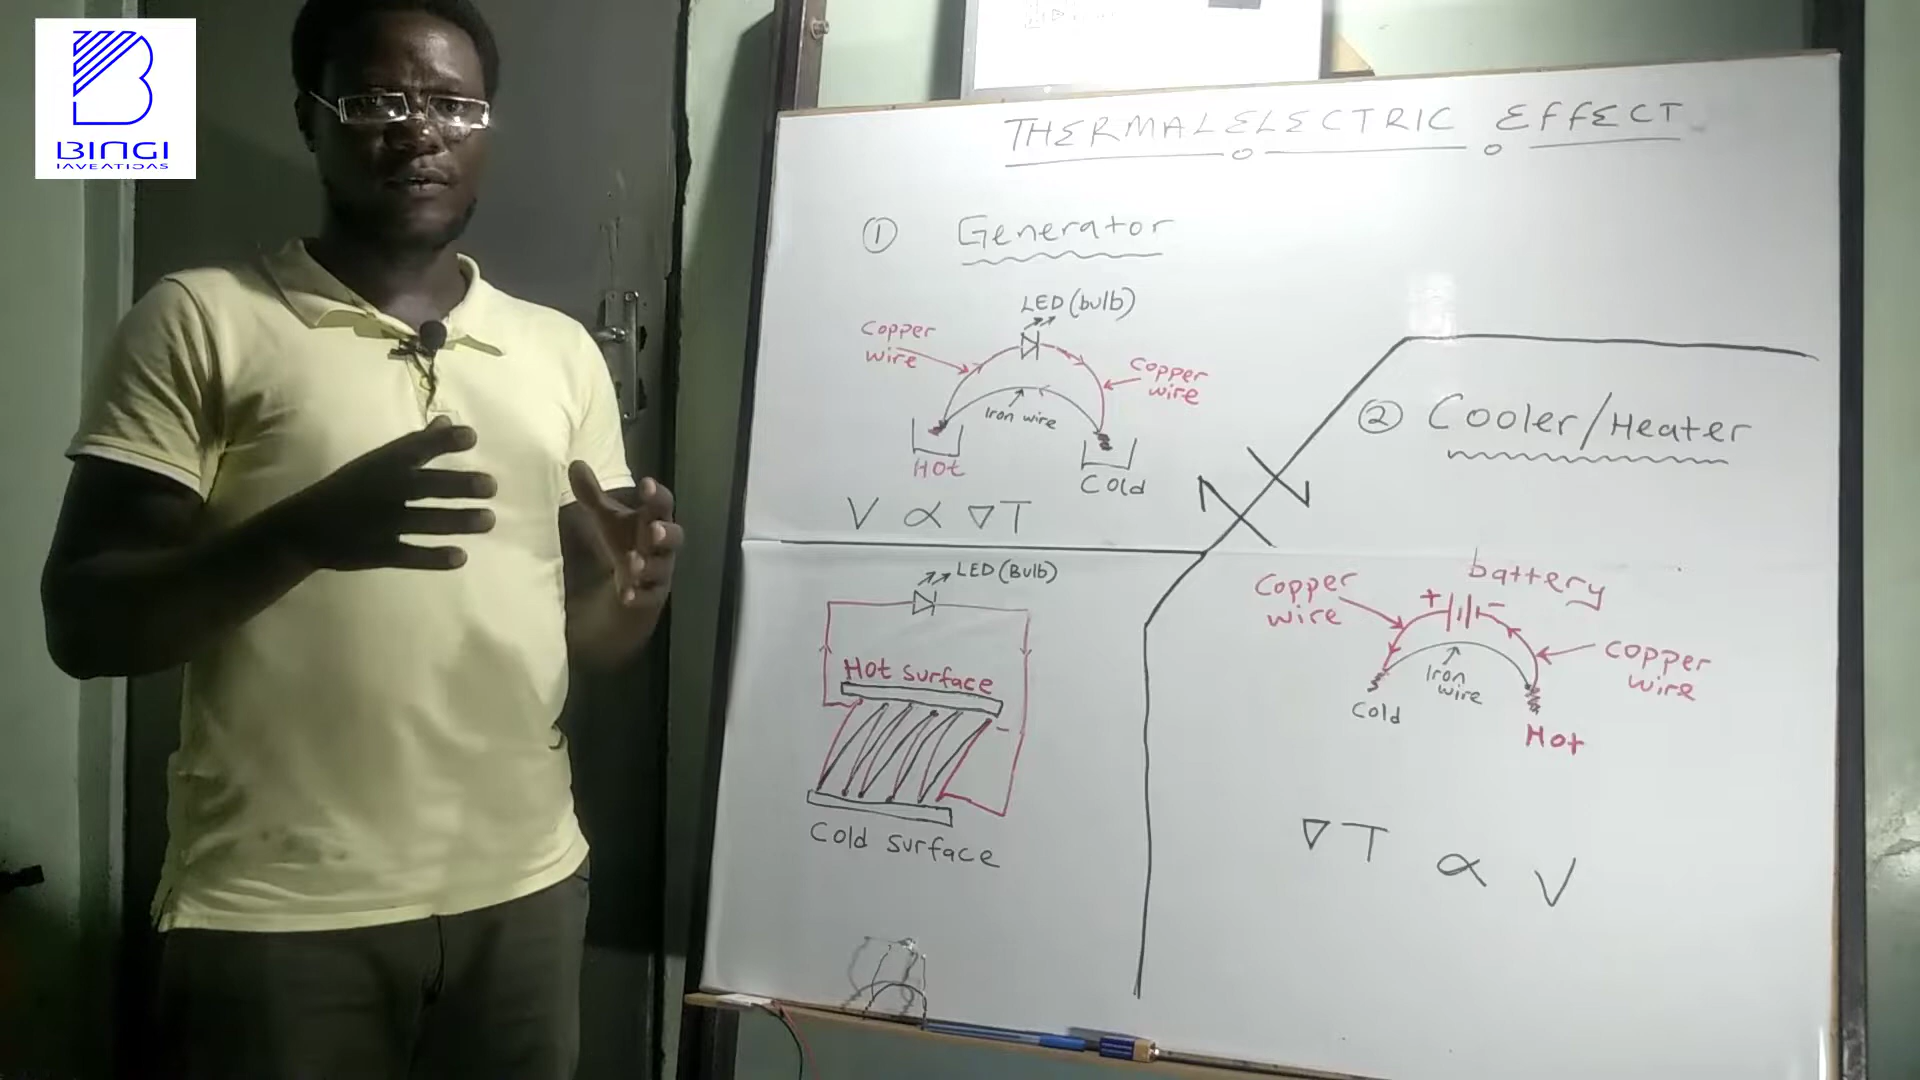 BINGI
IAVEATIDAS
THERMALELECTRIC EFFECT
① Generator
LED (bulb)
Copper
wire
Copper
wire
Iron wire
Hot
Cold
V ∝ ∇T
LED (Bulb)
Hot surface
Cold surface
② Cooler/Heater
battery
Copper
wire
+
-
Copper
wire
Iron
wire
Cold
Hot
∇T ∝ V